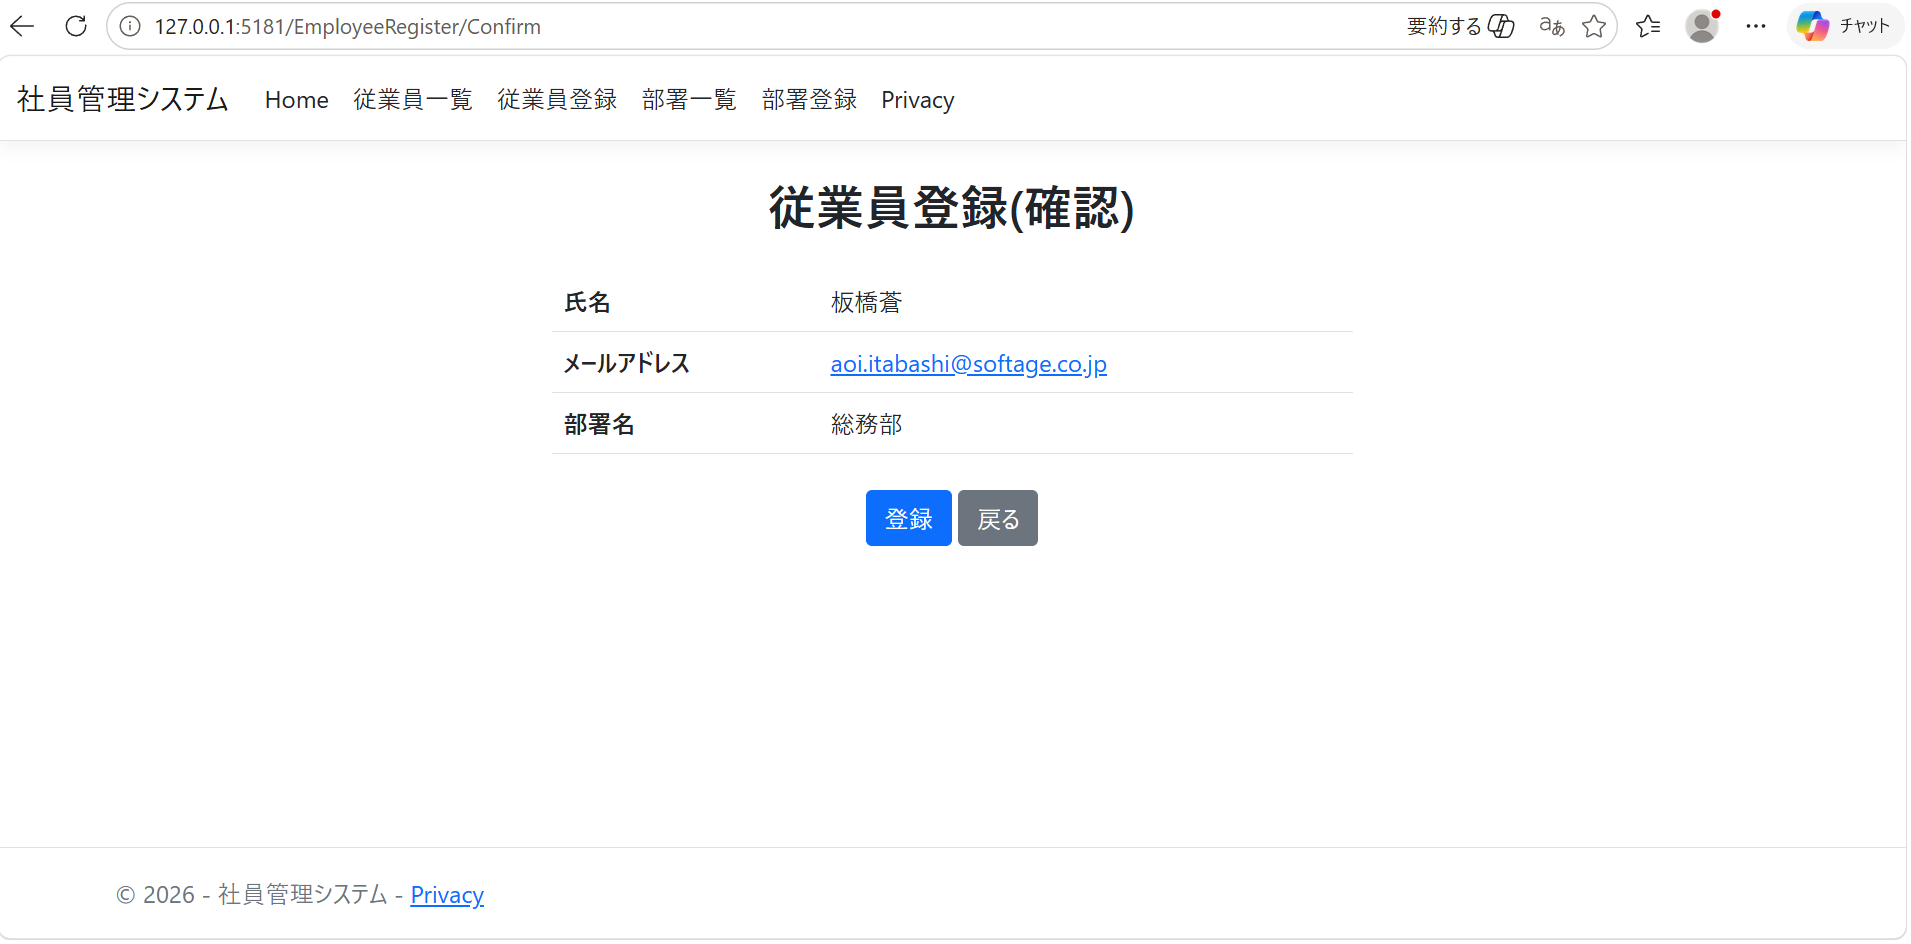 127.0.0.1:5181/EmployeeRegister/Confirm 要約する aあ チャット
社員管理システム Home 従業員一覧 従業員登録 部署一覧 部署登録 Privacy
従業員登録(確認)
氏名 板橋蒼
メールアドレス aoi.itabashi@softage.co.jp
部署名 総務部
登録 戻る
© 2026 - 社員管理システム - Privacy